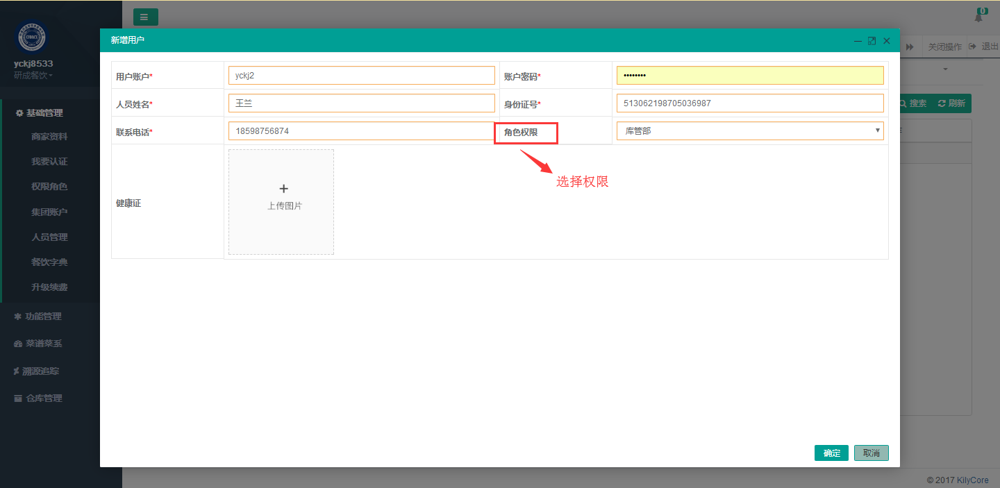 0
yckj8533
研成餐饮
基础管理
商家资料
我要认证
权限角色
集团账户
人员管理
餐饮字典
升级续费
功能管理
菜谱菜系
溯源追踪
仓库管理
关闭操作 退出
搜索 刷新
新增用户
用户账户* yckj2 账户密码* ••••••••
人员姓名* 王兰 身份证号* 513062198705036987
联系电话* 18598756874 角色权限 库管部
选择权限
健康证
+
上传图片
确定 取消
© 2017 KilyCore